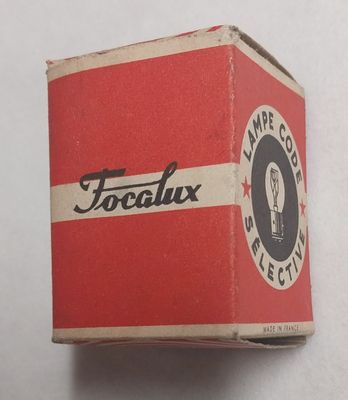 Focalux
LAMPE CODE
SÉLECTIVE
MADE IN FRANCE